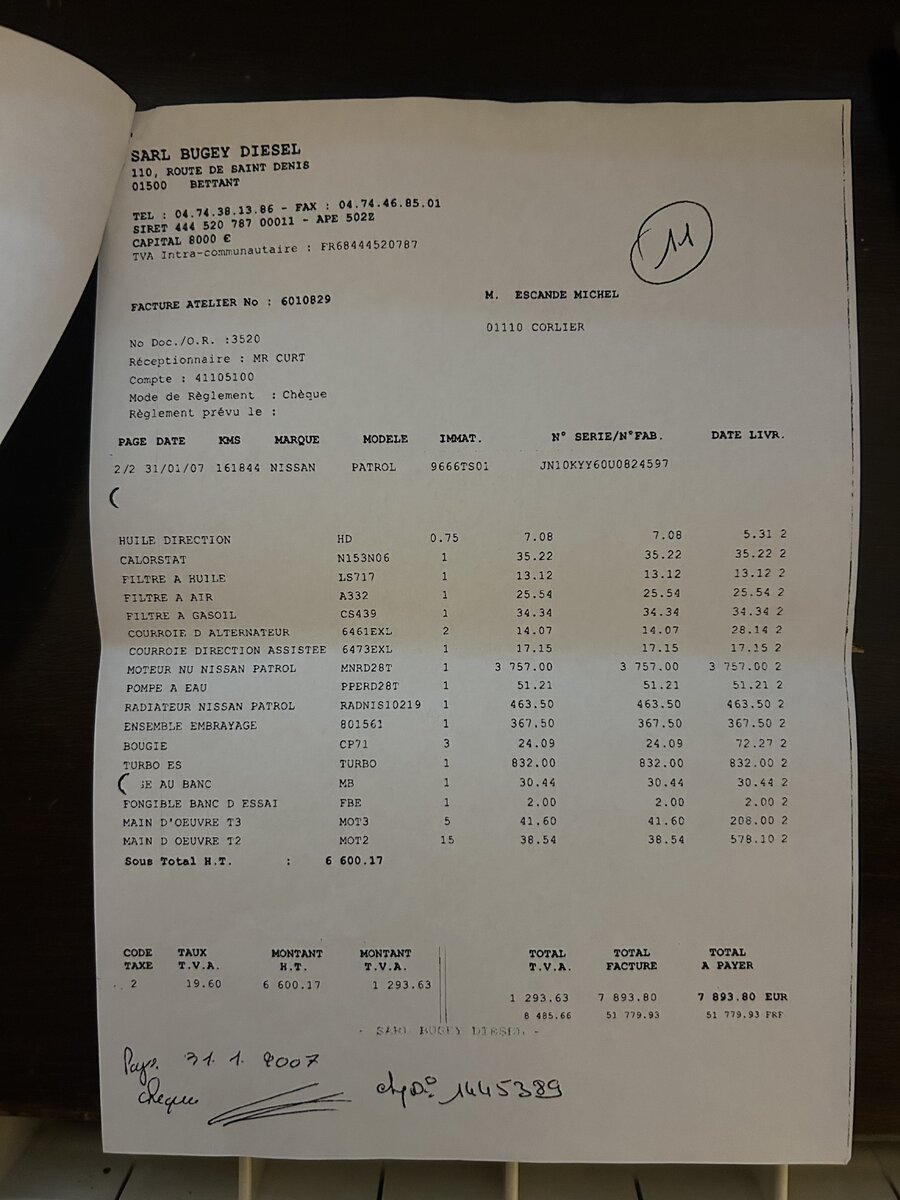 SARL BUGEY DIESEL
110, ROUTE DE SAINT DENIS
01500 BETTANT
TEL : 04.74.38.13.86 - FAX : 04.74.46.85.01
SIRET 444 520 787 00011 - APE 502Z
CAPITAL 8000 €
TVA Intra-communautaire : FR68444520787
11
FACTURE ATELIER No : 6010829
M. ESCANDE MICHEL
01110 CORLIER
No Doc./O.R. :3520
Réceptionnaire : MR CURT
Compte : 41105100
Mode de Règlement : Chèque
Règlement prévu le :
PAGE DATE KMS MARQUE MODELE IMMAT. N° SERIE/N°FAB. DATE LIVR.
2/2 31/01/07 161844 NISSAN PATROL 9666TS01 JN10KYY60U0824597
HUILE DIRECTION HD 0.75 7.08 7.08 5.31 2
CALORSTAT N153N06 1 35.22 35.22 35.22 2
FILTRE A HUILE LS717 1 13.12 13.12 13.12 2
FILTRE A AIR A332 1 25.54 25.54 25.54 2
FILTRE A GASOIL CS439 1 34.34 34.34 34.34 2
COURROIE D ALTERNATEUR 6461EXL 2 14.07 14.07 28.14 2
COURROIE DIRECTION ASSISTEE 6473EXL 1 17.15 17.15 17.15 2
MOTEUR NU NISSAN PATROL MNRD28T 1 3 757.00 3 757.00 3 757.00 2
POMPE A EAU PPERD28T 1 51.21 51.21 51.21 2
RADIATEUR NISSAN PATROL RADNIS10219 1 463.50 463.50 463.50 2
ENSEMBLE EMBRAYAGE 801561 1 367.50 367.50 367.50 2
BOUGIE CP71 3 24.09 24.09 72.27 2
TURBO ES TURBO 1 832.00 832.00 832.00 2
SE AU BANC MB 1 30.44 30.44 30.44 2
FONGIBLE BANC D ESSAI FBE 1 2.00 2.00 2.00 2
MAIN D'OEUVRE T3 MOT3 5 41.60 41.60 208.00 2
MAIN D OEUVRE T2 MOT2 15 38.54 38.54 578.10 2
Sous Total H.T. : 6 600.17
CODE TAUX MONTANT MONTANT TOTAL TOTAL TOTAL
TAXE T.V.A. H.T. T.V.A. T.V.A. FACTURE A PAYER
2 19.60 6 600.17 1 293.63
1 293.63 7 893.80 7 893.80 EUR
8 485.66 51 779.93 51 779.93 FRF
- SARL BUGEY DIESEL -
31. 1. 2007
cheque 1445389